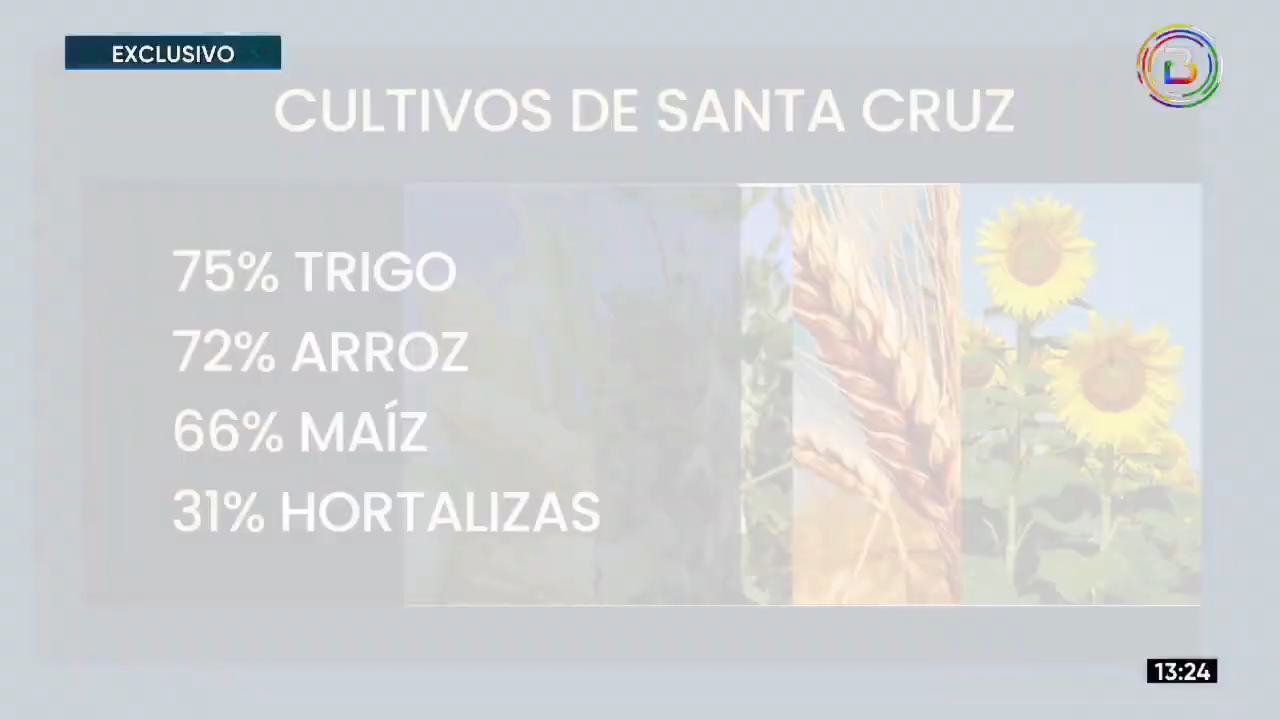 EXCLUSIVO
CULTIVOS DE SANTA CRUZ
75% TRIGO
72% ARROZ
66% MAÍZ
31% HORTALIZAS
13:24